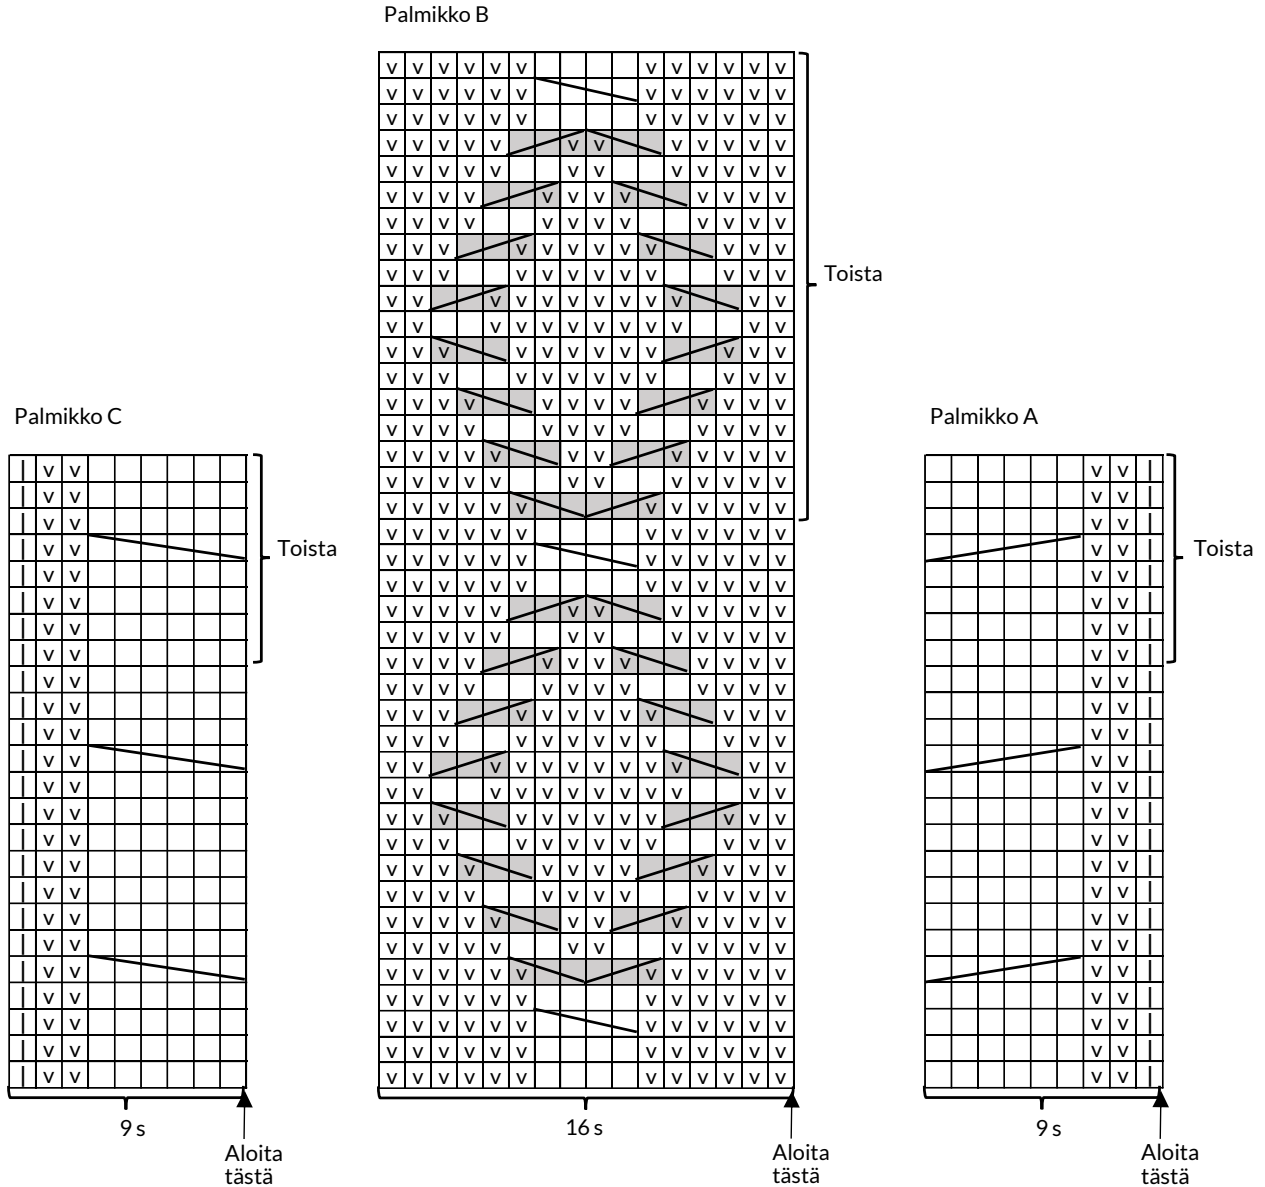 Palmikko B
Toista
Palmikko C
Palmikko A
Toista
Toista
9 s
16 s
9 s
Aloita
tästä
Aloita
tästä
Aloita
tästä